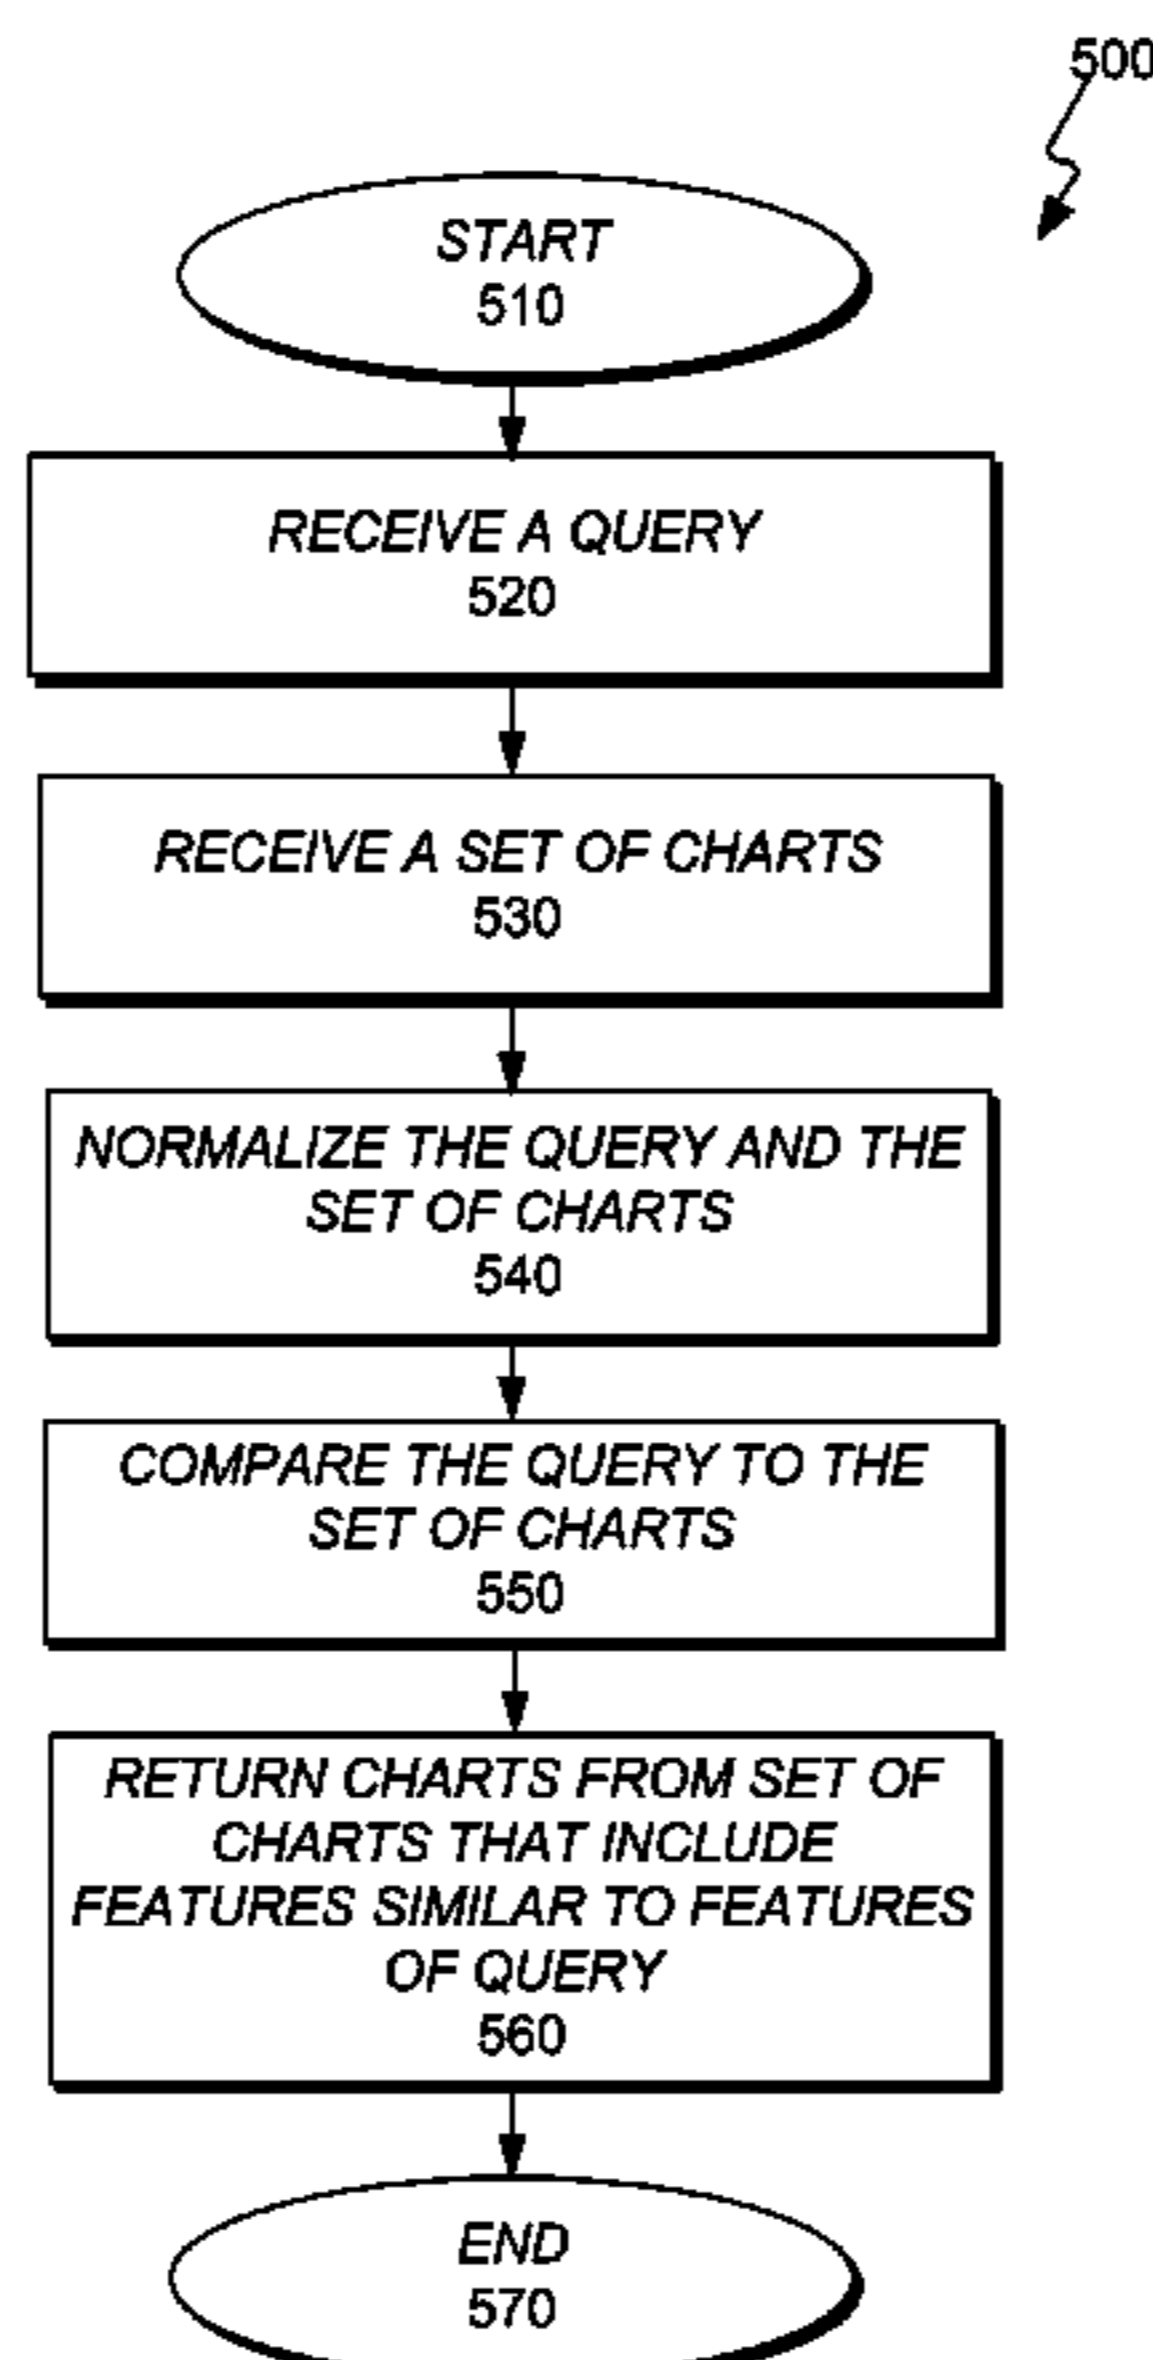 500
START
510
RECEIVE A QUERY
520
RECEIVE A SET OF CHARTS
530
NORMALIZE THE QUERY AND THE
SET OF CHARTS
540
COMPARE THE QUERY TO THE
SET OF CHARTS
550
RETURN CHARTS FROM SET OF
CHARTS THAT INCLUDE
FEATURES SIMILAR TO FEATURES
OF QUERY
560
END
570